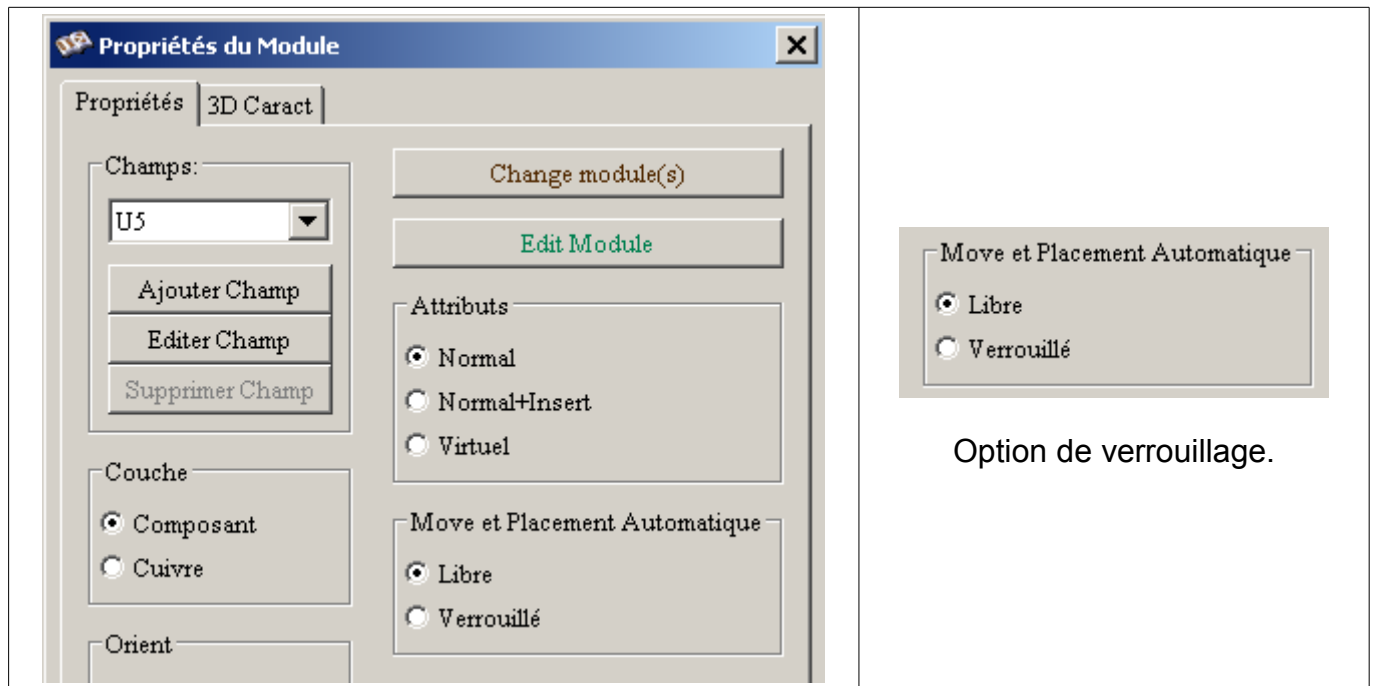 Propriétés du Module
Propriétés
3D Caract
Champs:
U5
Ajouter Champ
Editer Champ
Supprimer Champ
Couche
Composant
Cuivre
Orient
Change module(s)
Edit Module
Attributs
Normal
Normal+Insert
Virtuel
Move et Placement Automatique
Libre
Verrouillé
Move et Placement Automatique
Libre
Verrouillé
Option de verrouillage.